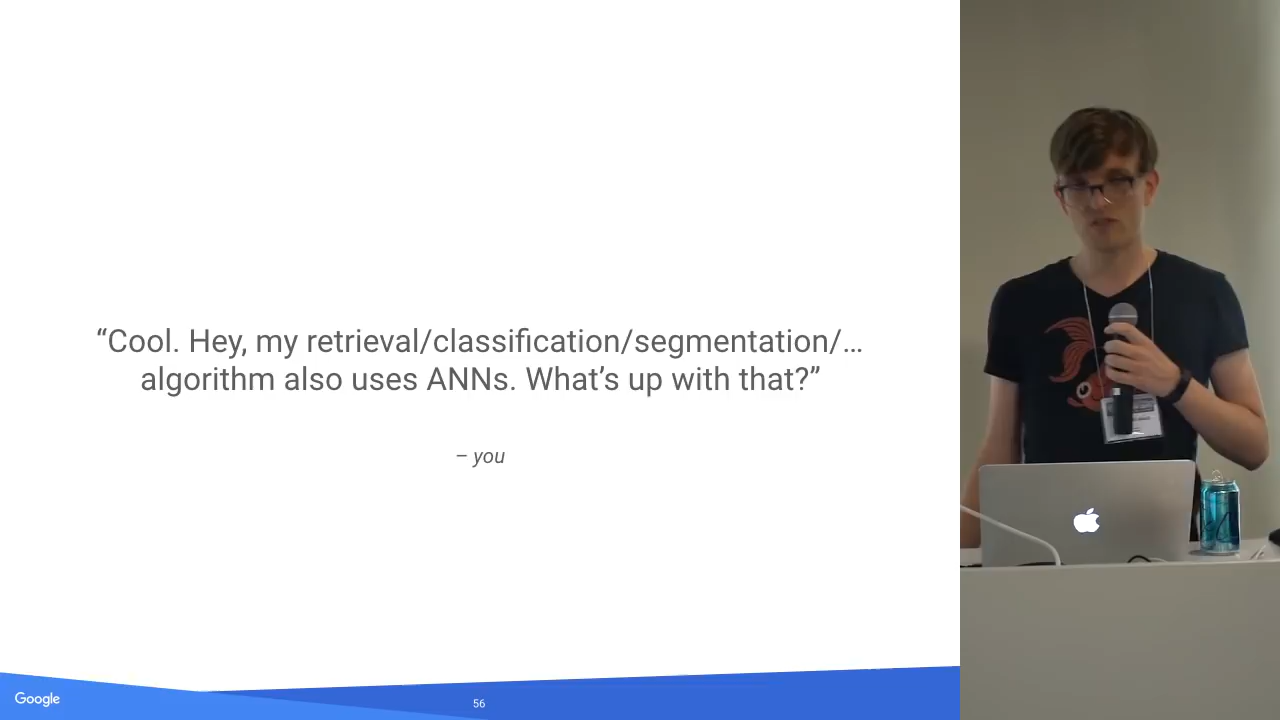 “Cool. Hey, my retrieval/classification/segmentation/…
algorithm also uses ANNs. What’s up with that?”
– you
Google
56